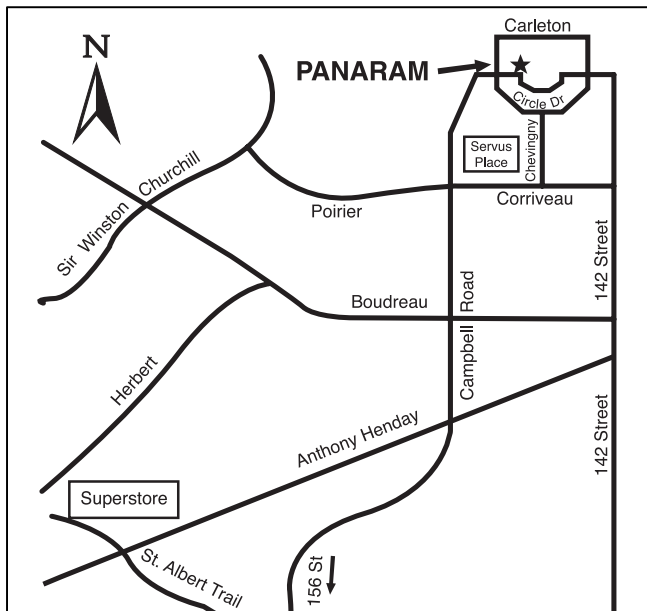 Carleton
N
PANARAM
Circle Dr
Servus
Place
Chevingny
Sir Winston Churchill
Poirier
Corriveau
142 Street
Boudreau
Campbell Road
Herbert
Anthony Henday
142 Street
Superstore
St. Albert Trail
156 St